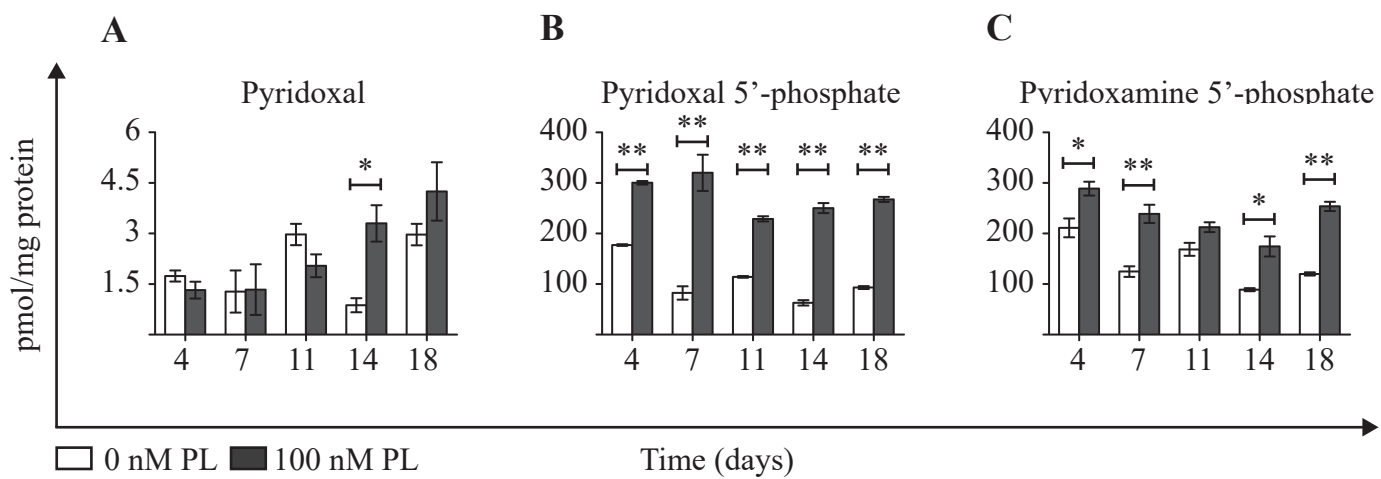 A
B
C
Pyridoxal
Pyridoxal 5’-phosphate
Pyridoxamine 5’-phosphate
pmol/mg protein
6
4.5
3
1.5
*
4 7 11 14 18
400
300
200
100
** ** ** ** **
4 7 11 14 18
400
300
200
100
* ** * **
4 7 11 14 18
0 nM PL 100 nM PL
Time (days)